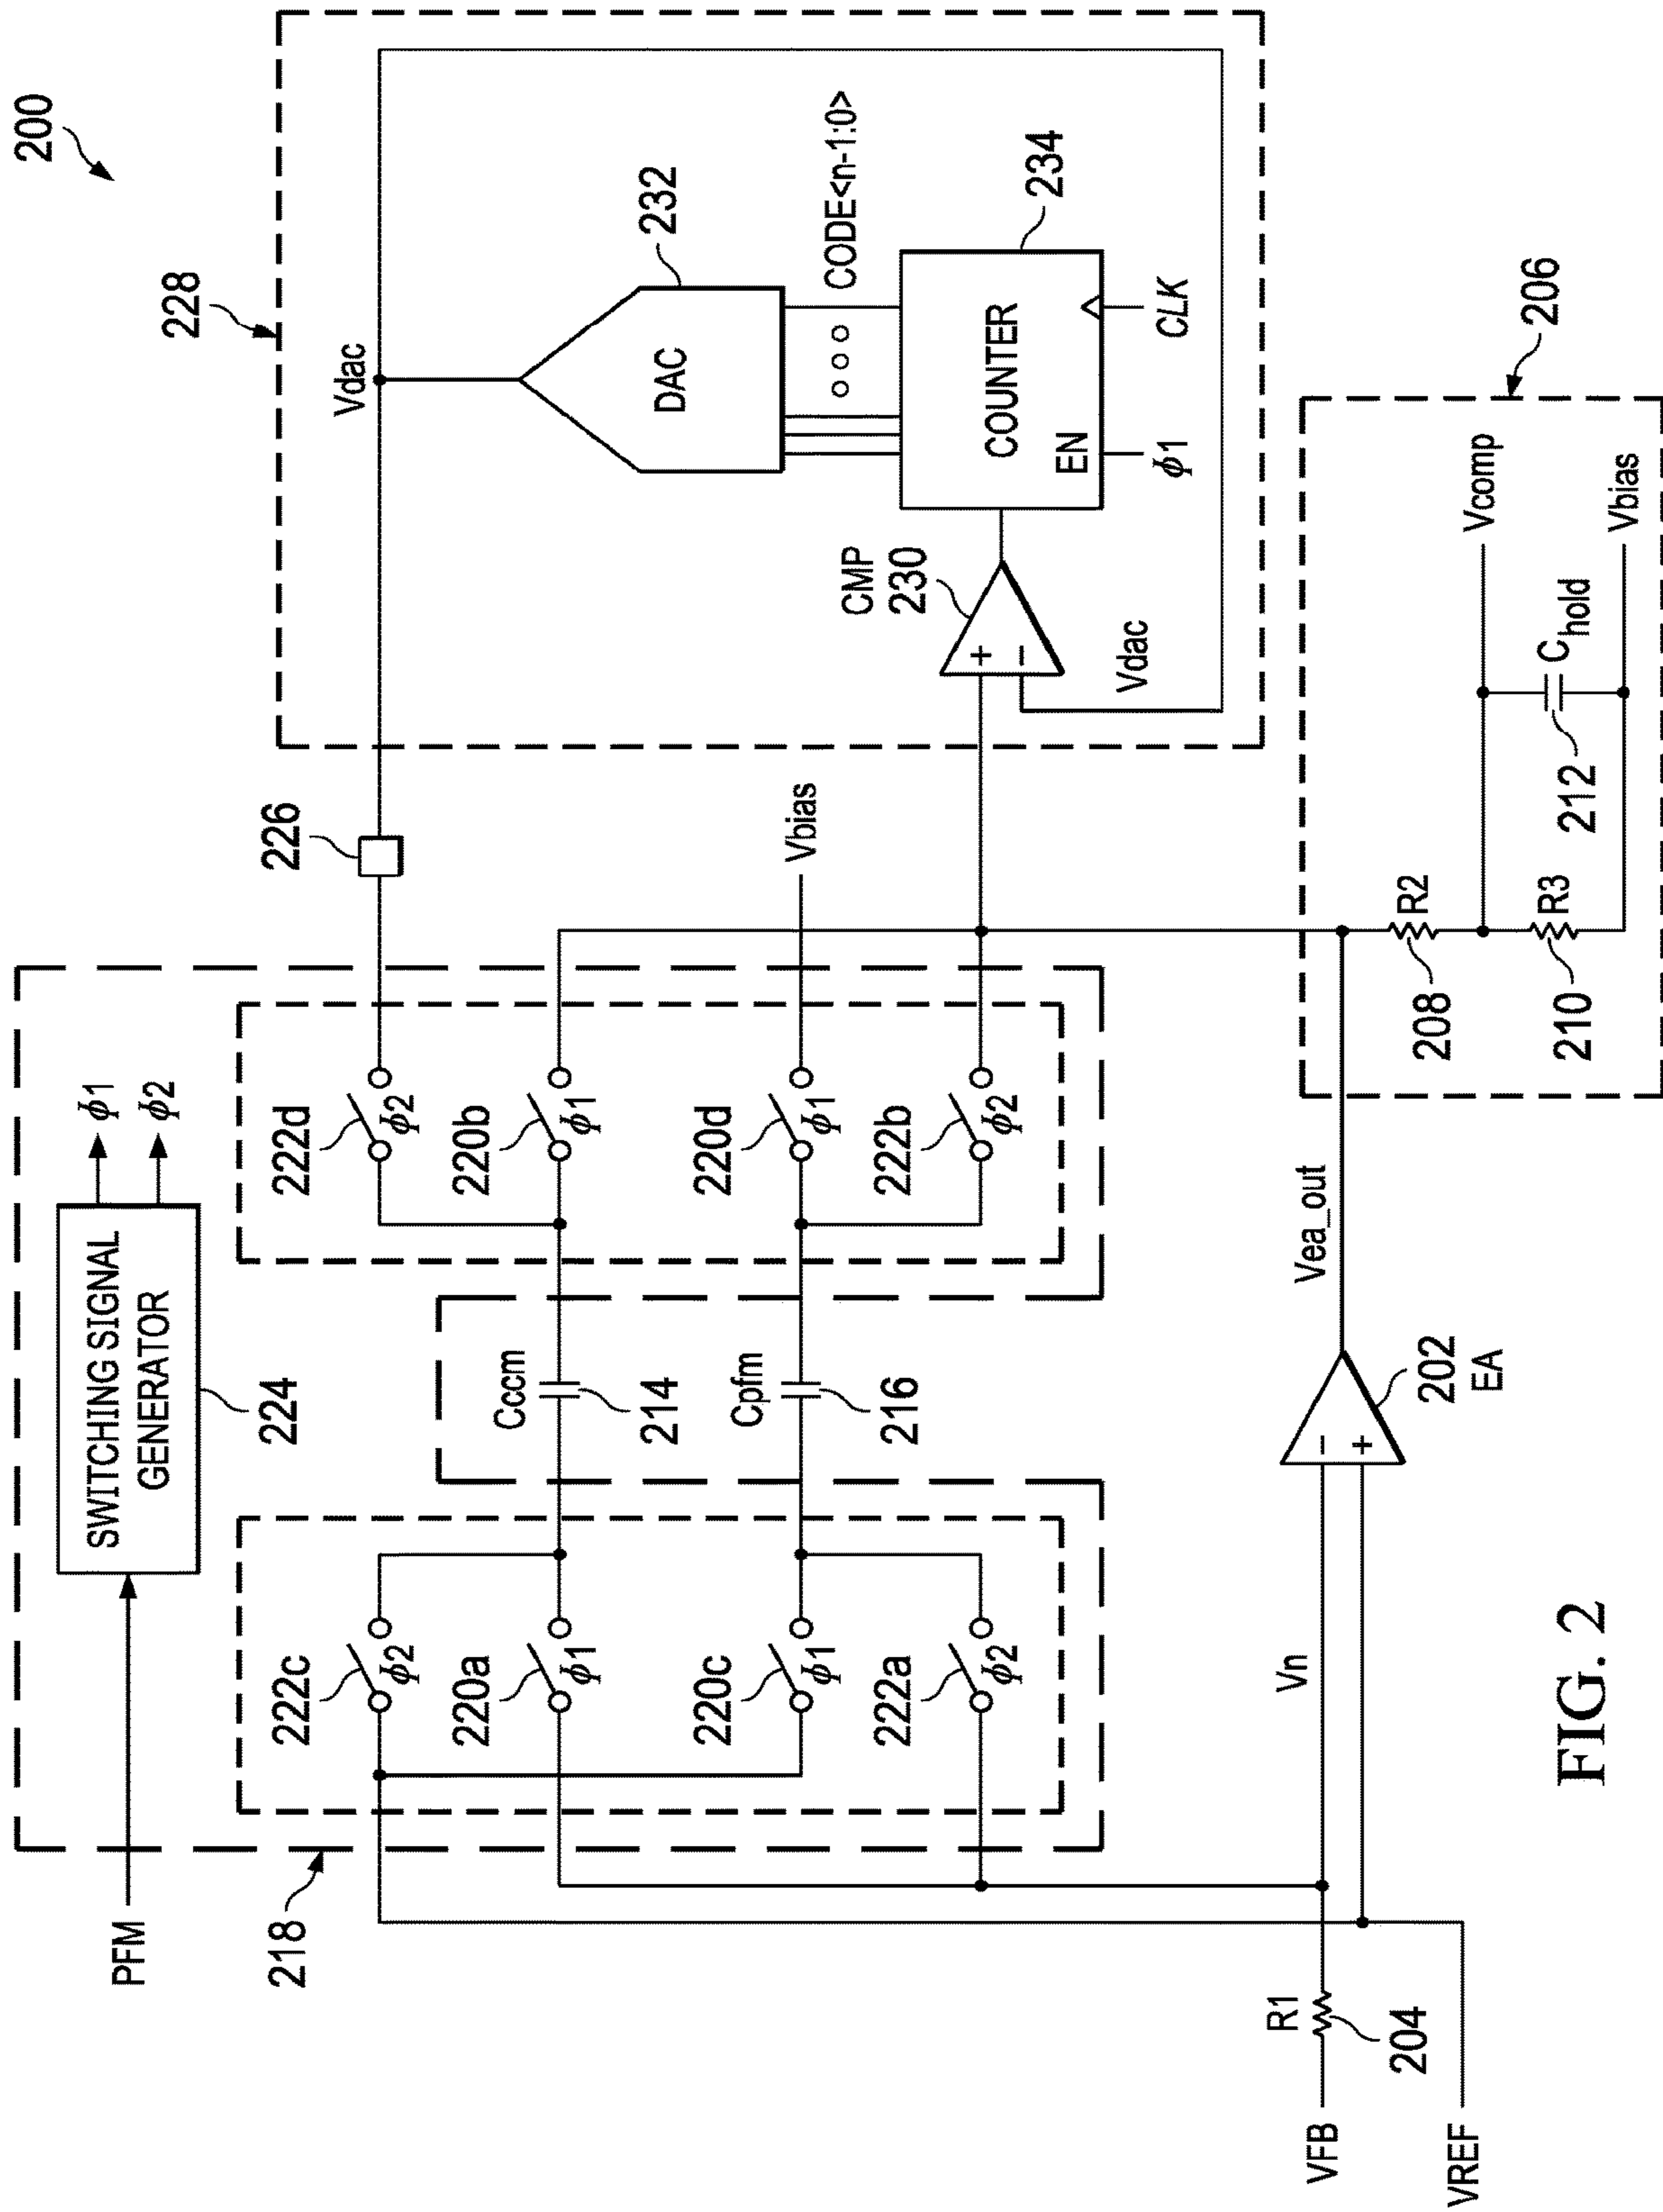 200
228
Vdac
226
DAC
232
CODE<n-1:0>
COUNTER
EN
234
ϕ1
CLK
CMP
230
+
−
Vdac
PFM
SWITCHING SIGNAL
GENERATOR
224
ϕ1
ϕ2
218
222c
ϕ2
220a
ϕ1
220c
ϕ1
222a
ϕ2
Cccm
214
Cpfm
216
222d
ϕ2
220b
ϕ1
220d
ϕ1
222b
ϕ2
Vbias
VFB
R1
204
VREF
Vn
−
+
202
EA
Vea_out
206
R2
208
R3
210
Vcomp
Chold
212
Vbias
FIG. 2